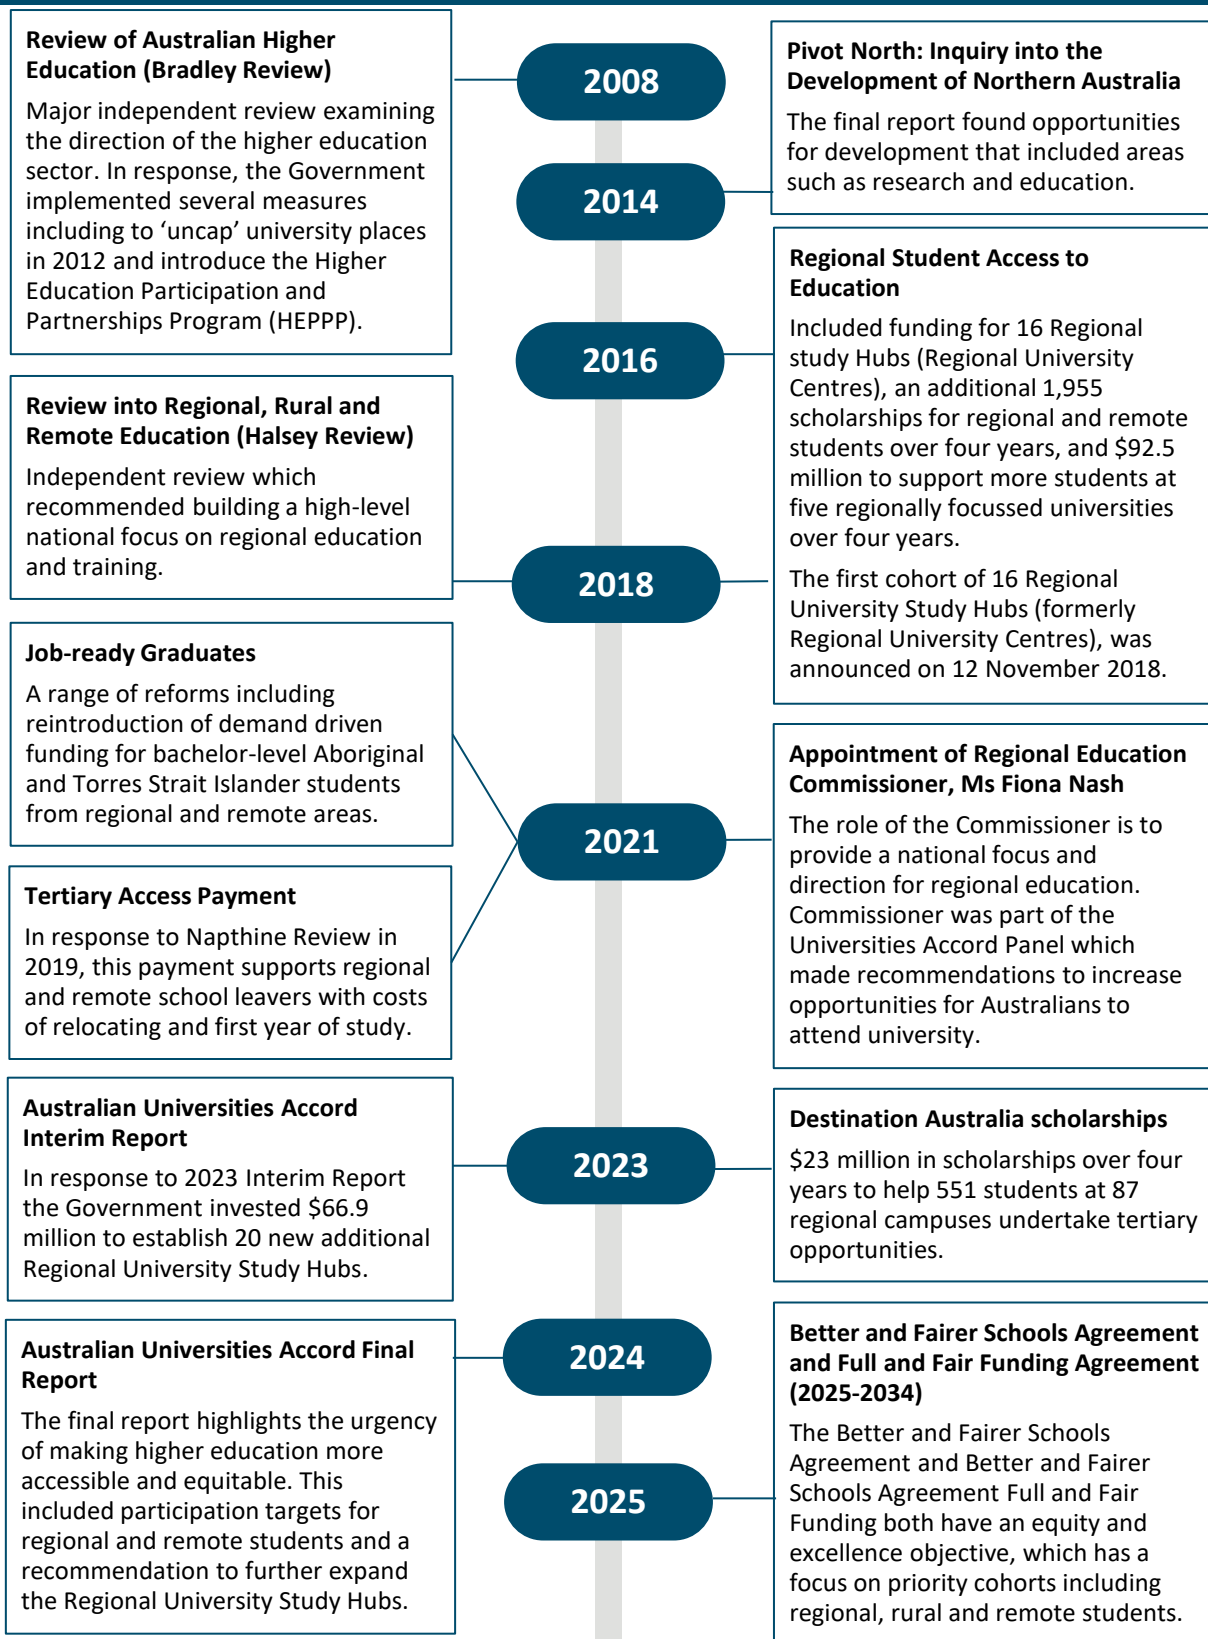 Review of Australian Higher
Education (Bradley Review)
Major independent review examining
the direction of the higher education
sector. In response, the Government
implemented several measures
including to ‘uncap’ university places
in 2012 and introduce the Higher
Education Participation and
Partnerships Program (HEPPP).
2008
Pivot North: Inquiry into the
Development of Northern Australia
The final report found opportunities
for development that included areas
such as research and education.
2014
Regional Student Access to
Education
Included funding for 16 Regional
study Hubs (Regional University
Centres), an additional 1,955
scholarships for regional and remote
students over four years, and $92.5
million to support more students at
five regionally focussed universities
over four years.
The first cohort of 16 Regional
University Study Hubs (formerly
Regional University Centres), was
announced on 12 November 2018.
2016
Review into Regional, Rural and
Remote Education (Halsey Review)
Independent review which
recommended building a high-level
national focus on regional education
and training.
2018
Job-ready Graduates
A range of reforms including
reintroduction of demand driven
funding for bachelor-level Aboriginal
and Torres Strait Islander students
from regional and remote areas.
2021
Appointment of Regional Education
Commissioner, Ms Fiona Nash
The role of the Commissioner is to
provide a national focus and
direction for regional education.
Commissioner was part of the
Universities Accord Panel which
made recommendations to increase
opportunities for Australians to
attend university.
Tertiary Access Payment
In response to Napthine Review in
2019, this payment supports regional
and remote school leavers with costs
of relocating and first year of study.
Australian Universities Accord
Interim Report
In response to 2023 Interim Report
the Government invested $66.9
million to establish 20 new additional
Regional University Study Hubs.
2023
Destination Australia scholarships
$23 million in scholarships over four
years to help 551 students at 87
regional campuses undertake tertiary
opportunities.
Australian Universities Accord Final
Report
The final report highlights the urgency
of making higher education more
accessible and equitable. This
included participation targets for
regional and remote students and a
recommendation to further expand
the Regional University Study Hubs.
2024
2025
Better and Fairer Schools Agreement
and Full and Fair Funding Agreement
(2025-2034)
The Better and Fairer Schools
Agreement and Better and Fairer
Schools Agreement Full and Fair
Funding both have an equity and
excellence objective, which has a
focus on priority cohorts including
regional, rural and remote students.